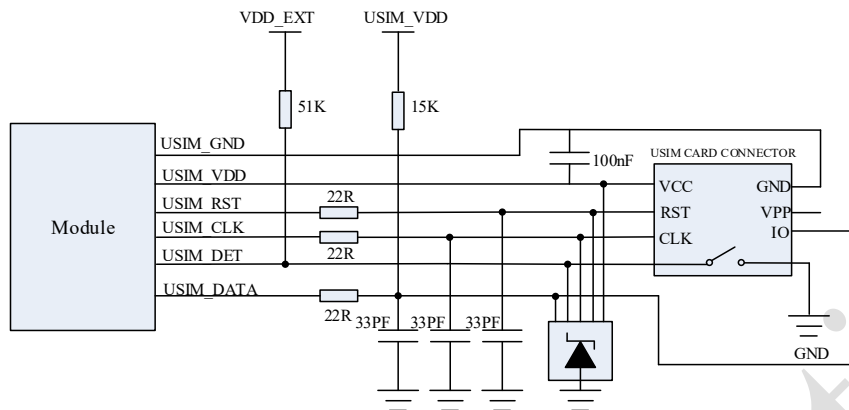 VDD_EXT
USIM_VDD
51K
15K
Module
USIM_GND
USIM_VDD
USIM_RST
USIM_CLK
USIM_DET
USIM_DATA
22R
22R
22R
100nF
USIM CARD CONNECTOR
VCC
GND
RST
VPP
CLK
IO
33PF
33PF
33PF
GND